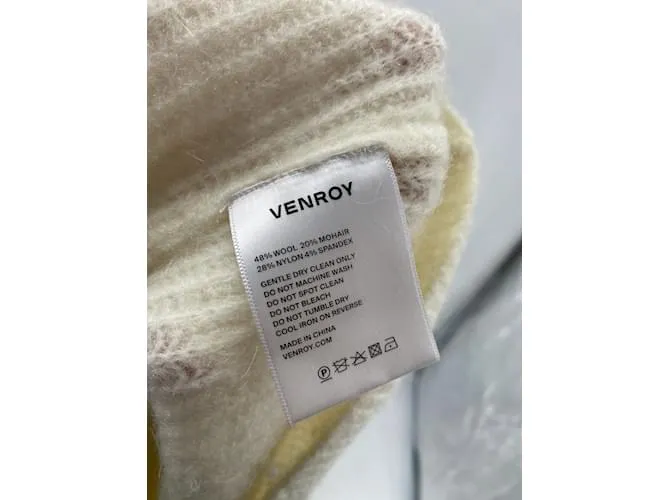 VENROY
48% WOOL 20% MOHAIR
28% NYLON 4% SPANDEX
GENTLE DRY CLEAN ONLY
DO NOT MACHINE WASH
DO NOT SPOT CLEAN
DO NOT BLEACH
DO NOT TUMBLE DRY
COOL IRON ON REVERSE
MADE IN CHINA
VENROY.COM
P